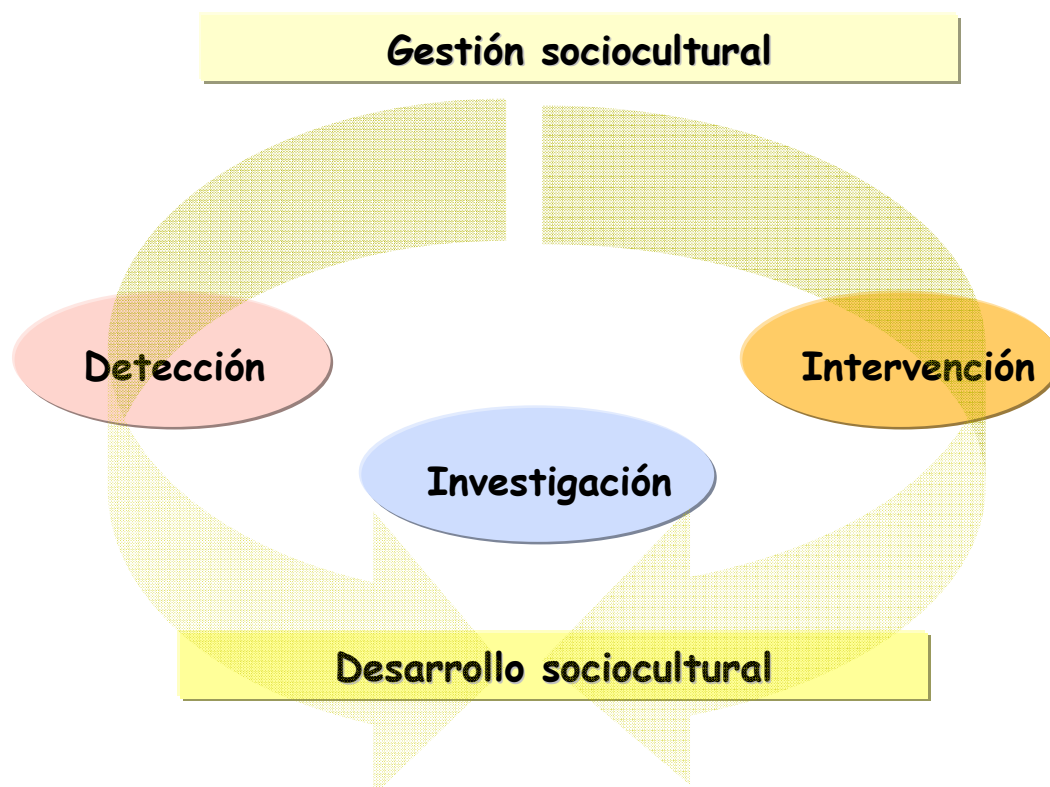 Gestión sociocultural
Detección
Intervención
Investigación
Desarrollo sociocultural